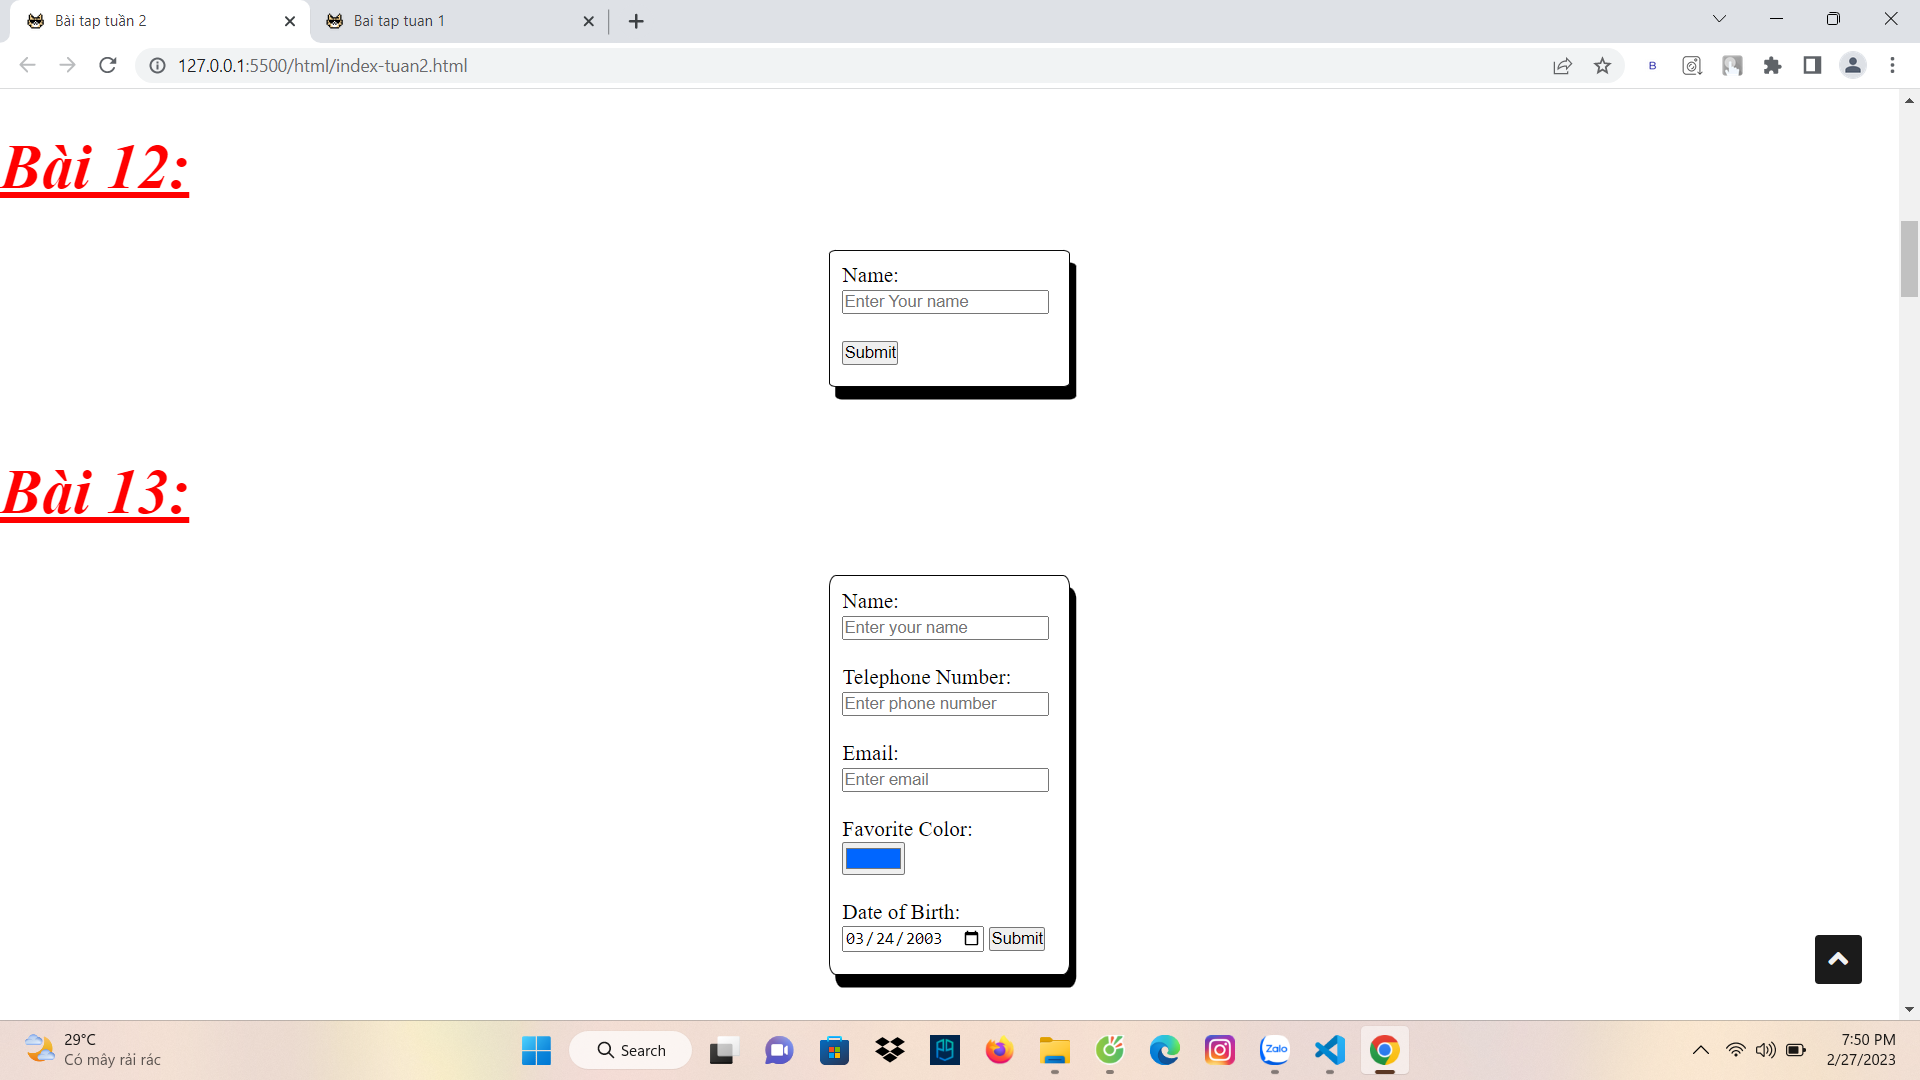 Bài tap tuần 2
Bai tap tuan 1
127.0.0.1:5500/html/index-tuan2.html
B
Bài 12:
Name:
Enter Your name
Submit
Bài 13:
Name:
Enter your name
Telephone Number:
Enter phone number
Email:
Enter email
Favorite Color:
Date of Birth:
03/24/2003 Submit
29°C
Có mây rải rác
Search
Zalo
7:50 PM
2/27/2023